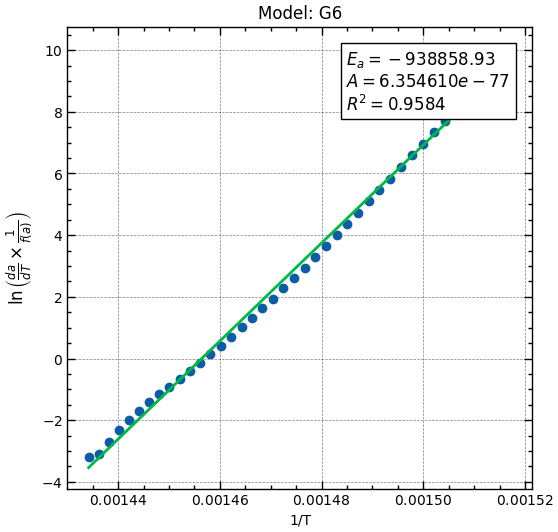 Model: G6
10
8
6
4
2
0
−2
−4
ln(da/dT × 1/f(a))
E_a = −938858.93
A = 6.354610e − 77
R² = 0.9584
0.00144
0.00146
0.00148
0.00150
0.00152
1/T